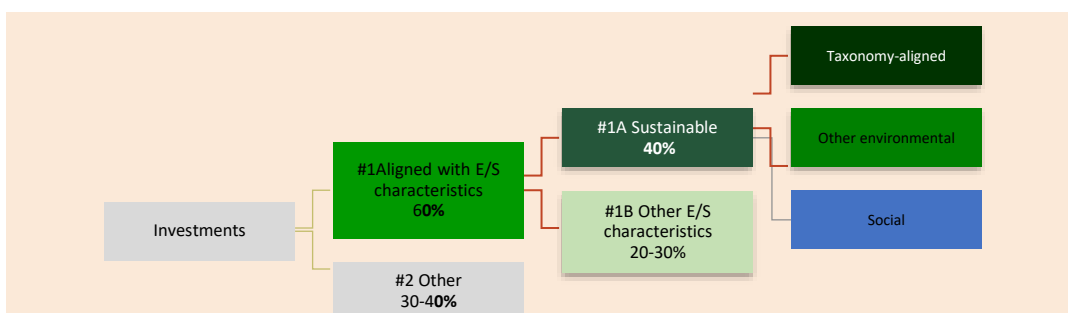 Investments
#1Aligned with E/S
characteristics
60%
#2 Other
30-40%
#1A Sustainable
40%
#1B Other E/S
characteristics
20-30%
Taxonomy-aligned
Other environmental
Social